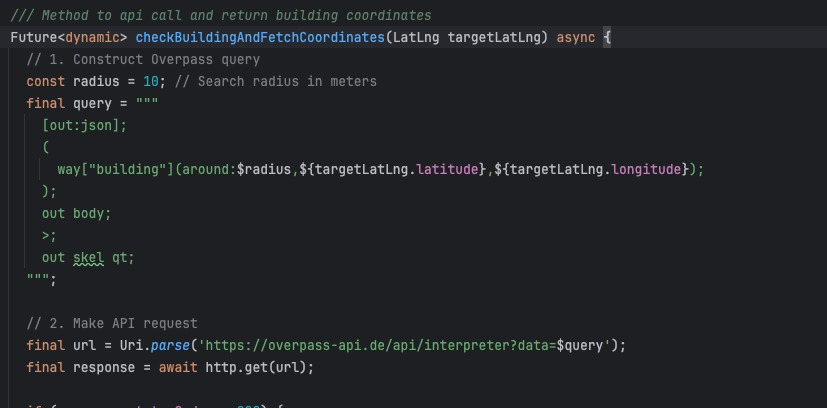 /// Method to api call and return building coordinates
Future<dynamic> checkBuildingAndFetchCoordinates(LatLng targetLatLng) async {
// 1. Construct Overpass query
const radius = 10; // Search radius in meters
final query = """
[out:json];
(
way["building"](around:$radius,${targetLatLng.latitude},${targetLatLng.longitude});
);
out body;
>;
out skel qt;
""";
// 2. Make API request
final url = Uri.parse('https://overpass-api.de/api/interpreter?data=$query');
final response = await http.get(url);